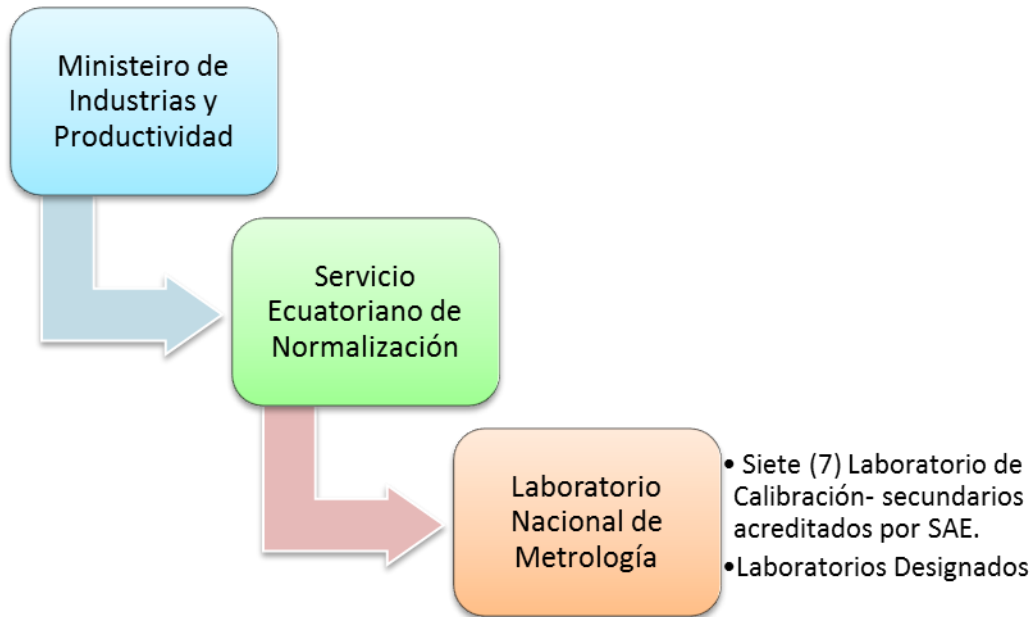 Ministeiro de
Industrias y
Productividad
Servicio
Ecuatoriano de
Normalización
Laboratorio
Nacional de
Metrología
• Siete (7) Laboratorio de
Calibración- secundarios
acreditados por SAE.
•Laboratorios Designados